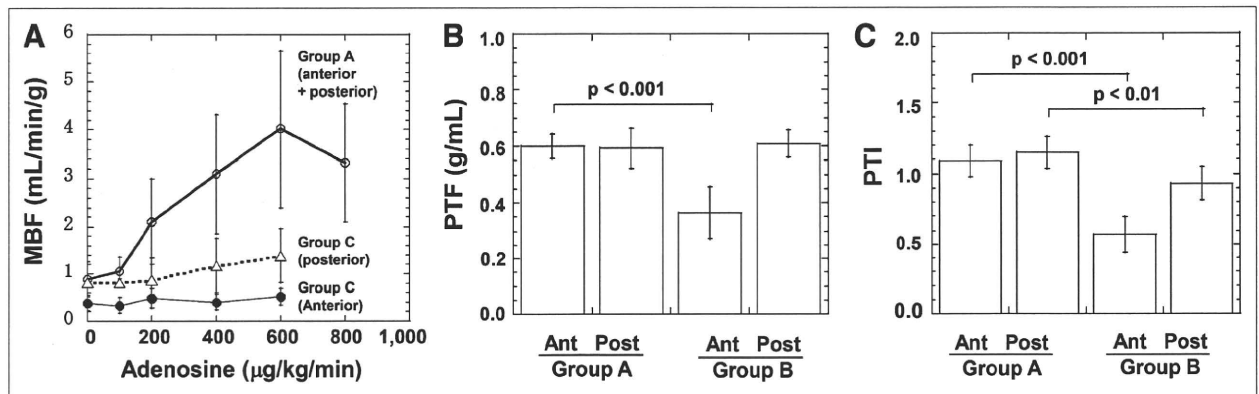 A
MBF (mL/min/g)
6
5
4
3
2
1
0
Group A
(anterior
+ posterior)
Group C
(posterior)
Group C
(Anterior)
0 200 400 600 800 1,000
Adenosine (μg/kg/min)
B
PTF (g/mL)
1.0
0.8
0.6
0.4
0.2
0.0
p < 0.001
Ant Post Ant Post
Group A Group B
C
PTI
2.0
1.5
1.0
0.5
0.0
p < 0.001
p < 0.01
Ant Post Ant Post
Group A Group B